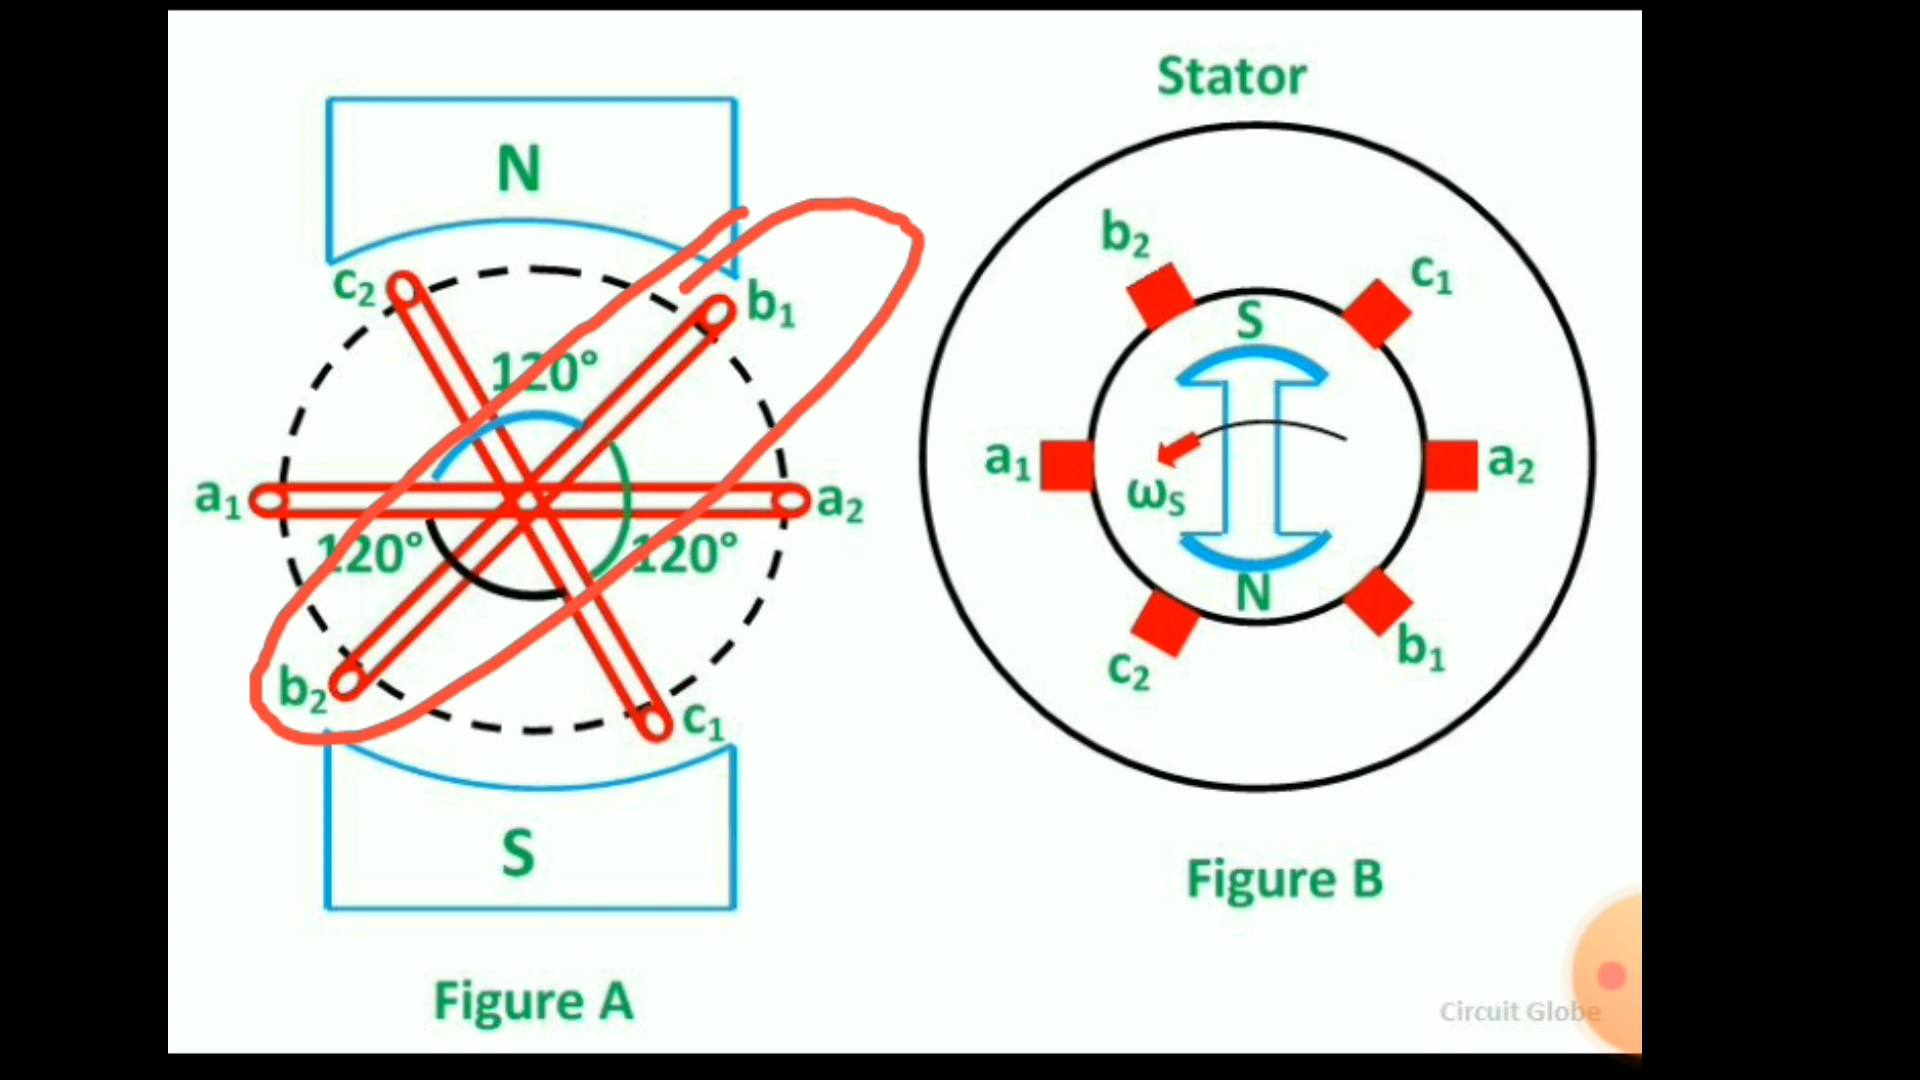 N
c₂
b₁
120°
a₁
a₂
120°
120°
b₂
c₁
S
Figure A
Stator
b₂
c₁
S
a₁
a₂
ωS
N
c₂
b₁
Figure B
Circuit Globe